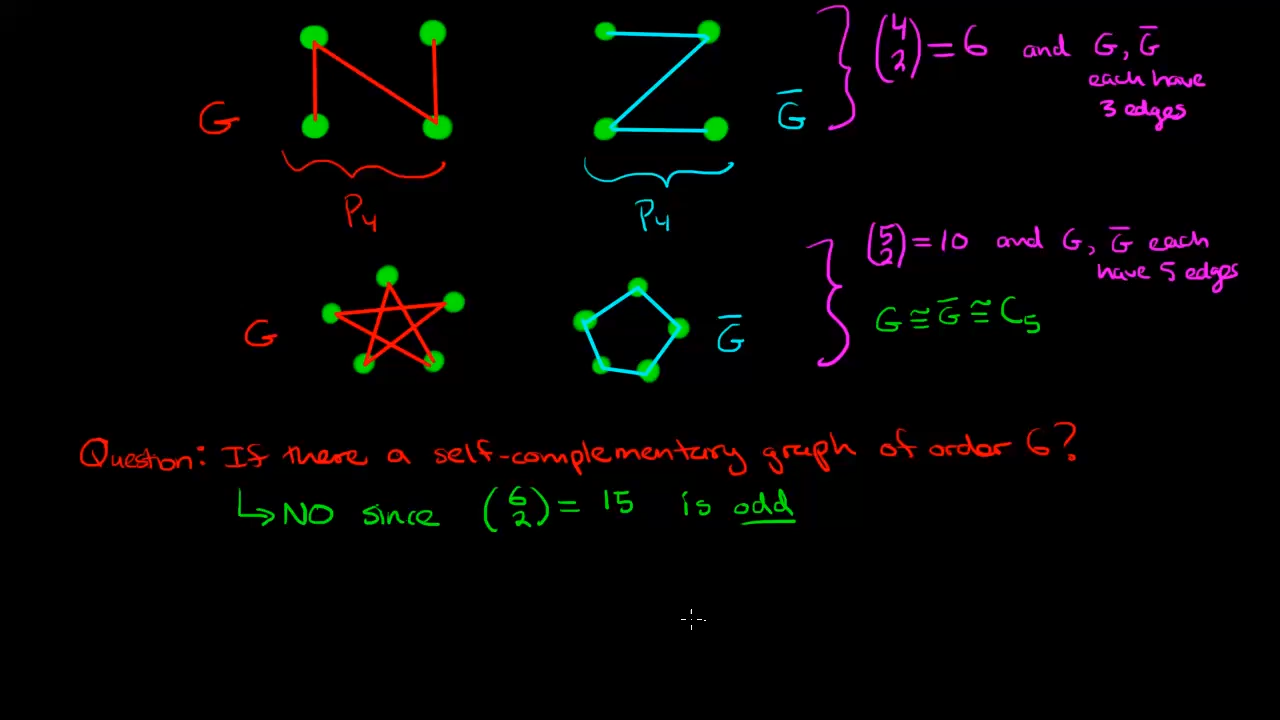 G
P₄
G̅
P₄
(4 2) = 6 and G, G̅
each have
3 edges
G
G̅
(5 2) = 10 and G, G̅ each
have 5 edges
G ≅ G̅ ≅ C₅
Question: If there a self-complementary graph of order 6?
↳ NO since (6 2) = 15 is odd